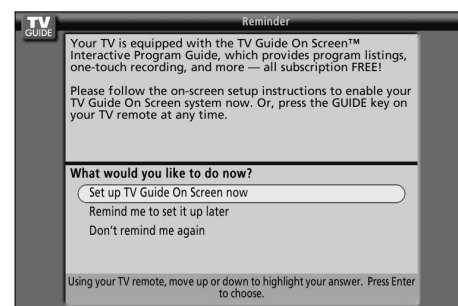 TV
GUIDE
Reminder
Your TV is equipped with the TV Guide On Screen™
Interactive Program Guide, which provides program listings,
one-touch recording, and more — all subscription FREE!
Please follow the on-screen setup instructions to enable your
TV Guide On Screen system now. Or, press the GUIDE key on
your TV remote at any time.
What would you like to do now?
Set up TV Guide On Screen now
Remind me to set it up later
Don't remind me again
Using your TV remote, move up or down to highlight your answer. Press Enter
to choose.